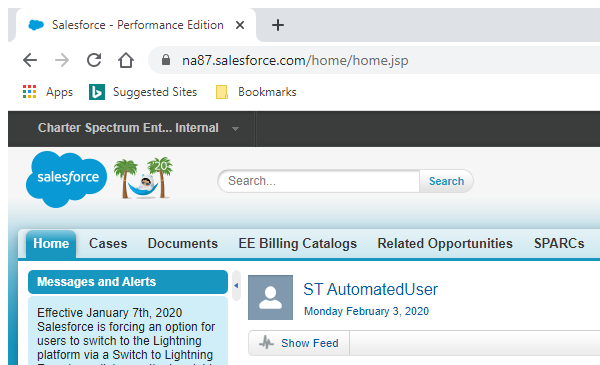 Salesforce - Performance Edition
na87.salesforce.com/home/home.jsp
Apps Suggested Sites Bookmarks
Charter Spectrum Ent... Internal
salesforce 20 Search... Search
Home Cases Documents EE Billing Catalogs Related Opportunities SPARCs
Messages and Alerts
Effective January 7th, 2020
Salesforce is forcing an option for
users to switch to the Lightning
platform via a Switch to Lightning
ST AutomatedUser
Monday February 3, 2020
Show Feed